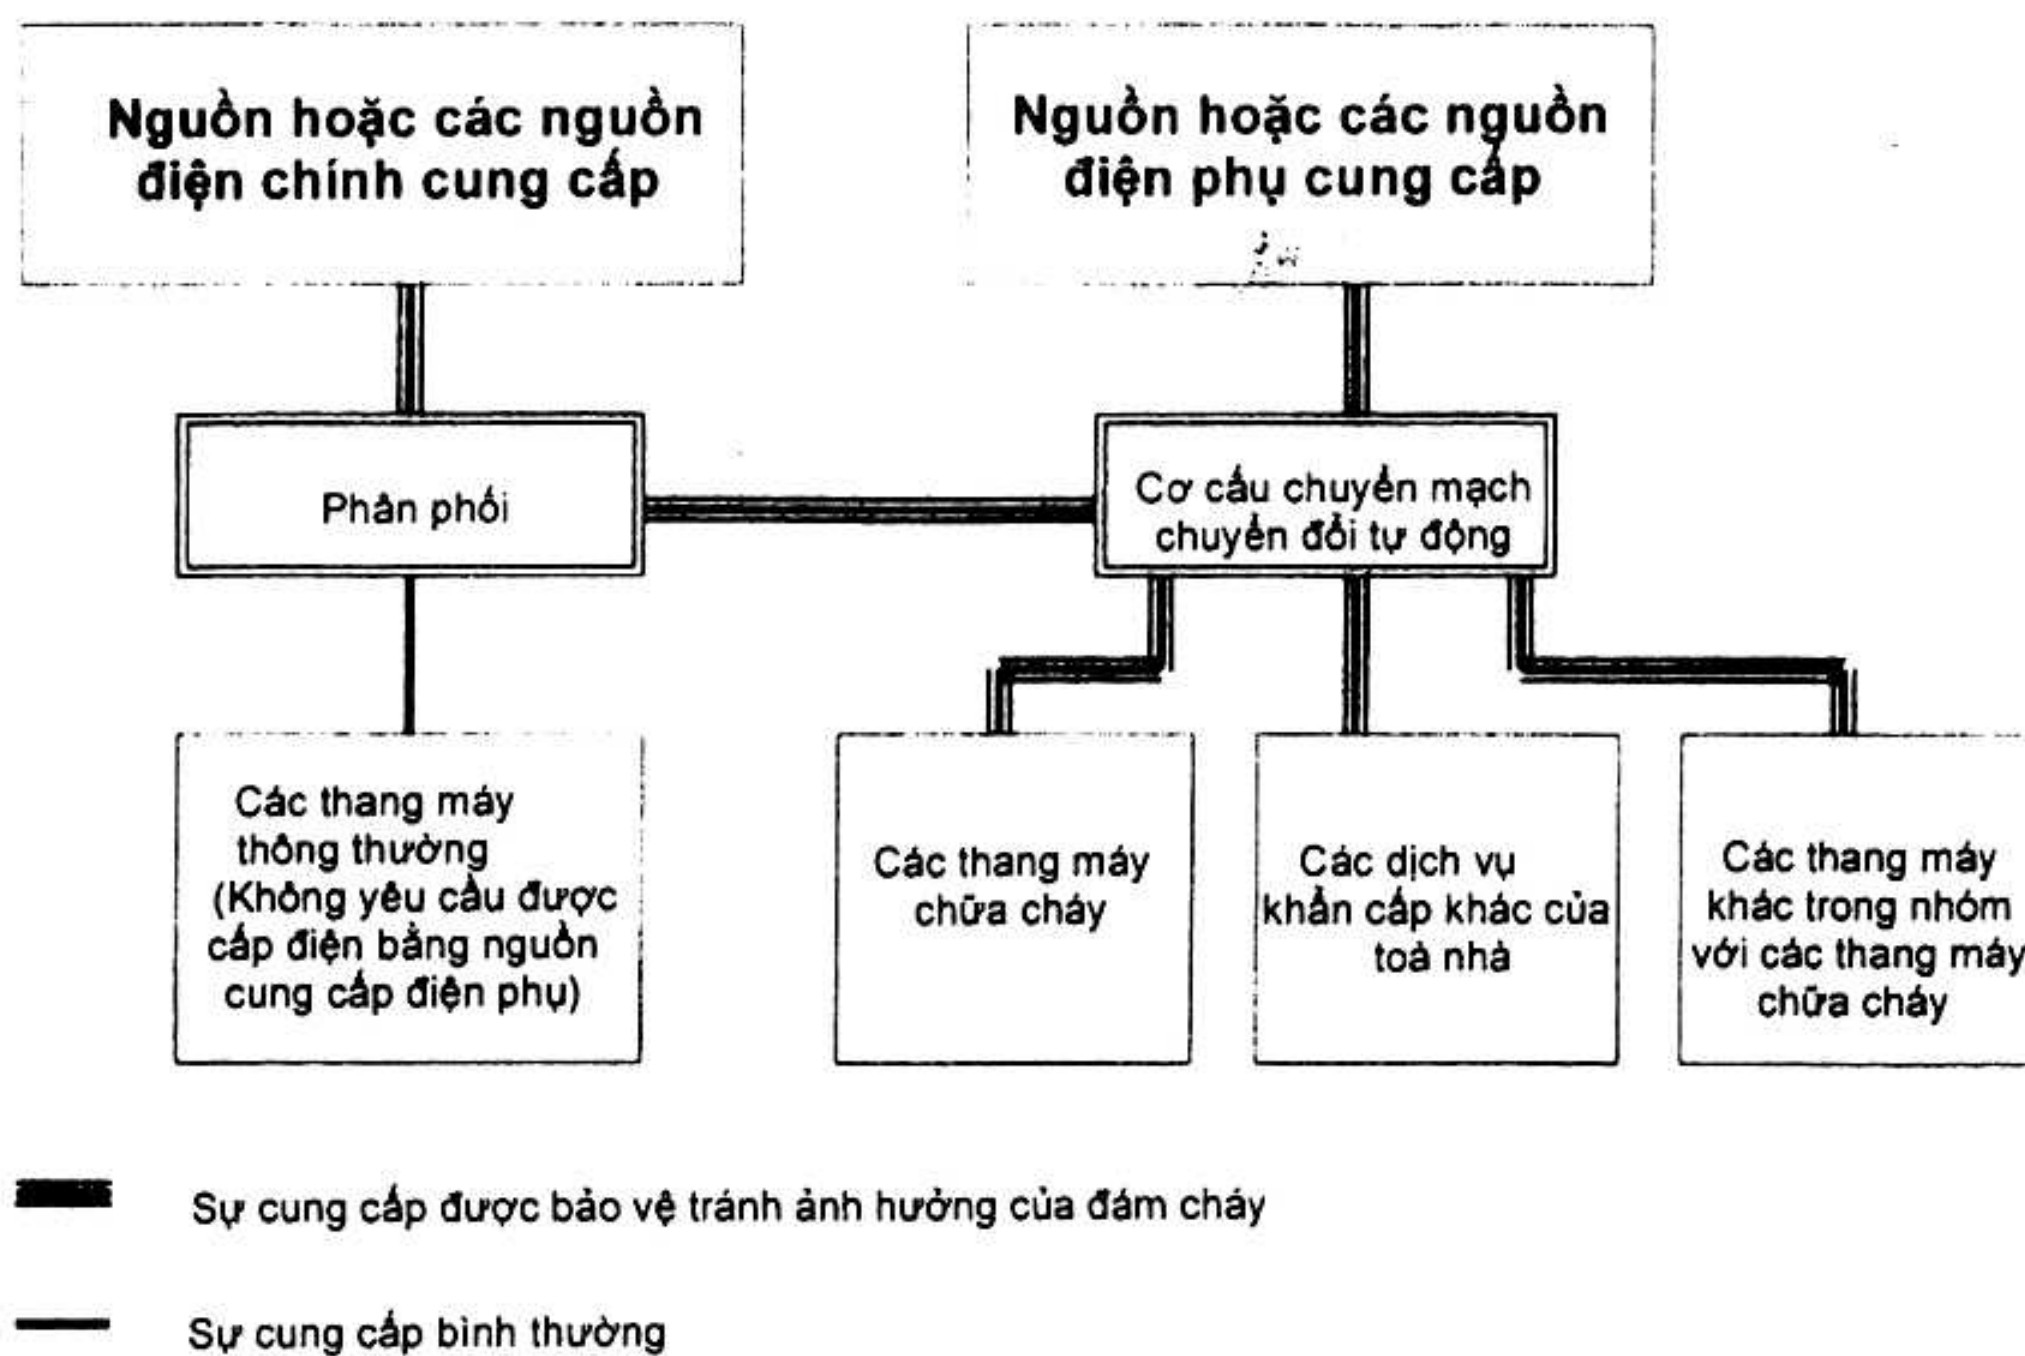 Nguồn hoặc các nguồn
điện chính cung cấp
Nguồn hoặc các nguồn
điện phụ cung cấp
Phân phối
Cơ cấu chuyển mạch
chuyển đổi tự động
Các thang máy
thông thường
(Không yêu cầu được
cấp điện bằng nguồn
cung cấp điện phụ)
Các thang máy
chữa cháy
Các dịch vụ
khẩn cấp khác của
toà nhà
Các thang máy
khác trong nhóm
với các thang máy
chữa cháy
Sự cung cấp được bảo vệ tránh ảnh hưởng của đám cháy
Sự cung cấp bình thường